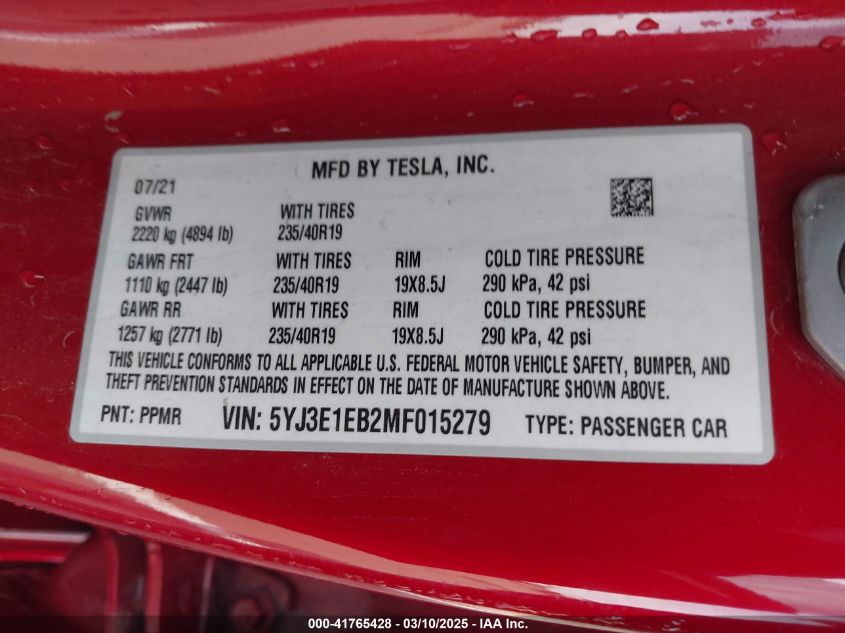 MFD BY TESLA, INC.
07/21
GVWR WITH TIRES
2220 kg (4894 lb) 235/40R19
GAWR FRT WITH TIRES RIM COLD TIRE PRESSURE
1110 kg (2447 lb) 235/40R19 19X8.5J 290 kPa, 42 psi
GAWR RR WITH TIRES RIM COLD TIRE PRESSURE
1257 kg (2771 lb) 235/40R19 19X8.5J 290 kPa, 42 psi
THIS VEHICLE CONFORMS TO ALL APPLICABLE U.S. FEDERAL MOTOR VEHICLE SAFETY, BUMPER, AND
THEFT PREVENTION STANDARDS IN EFFECT ON THE DATE OF MANUFACTURE SHOWN ABOVE.
PNT: PPMR VIN: 5YJ3E1EB2MF015279 TYPE: PASSENGER CAR
000-41765428 - 03/10/2025 - IAA Inc.